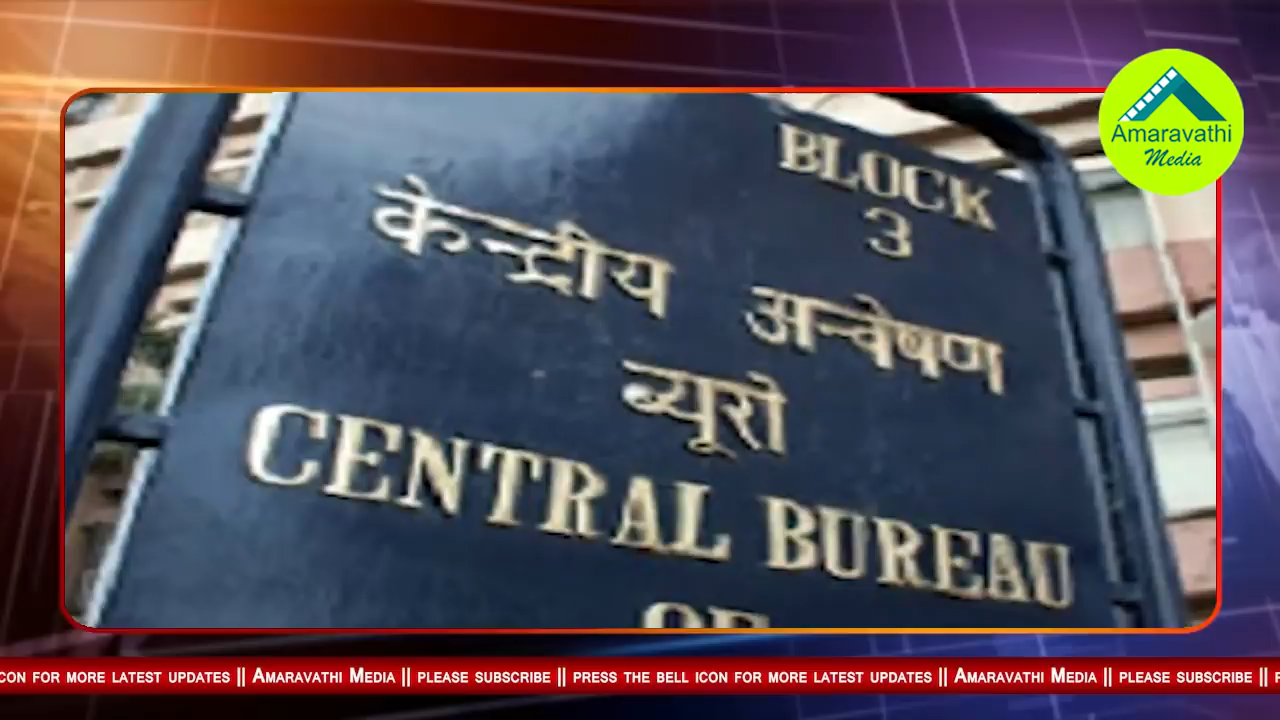 BLOCK
3
केन्द्रीय अन्वेषण
ब्यूरो
CENTRAL BUREAU
OF
Amaravathi
Media
CON FOR MORE LATEST UPDATES || AMARAVATHI MEDIA || PLEASE SUBSCRIBE || PRESS THE BELL ICON FOR MORE LATEST UPDATES || AMARAVATHI MEDIA || PLEASE SUBSCRIBE ||